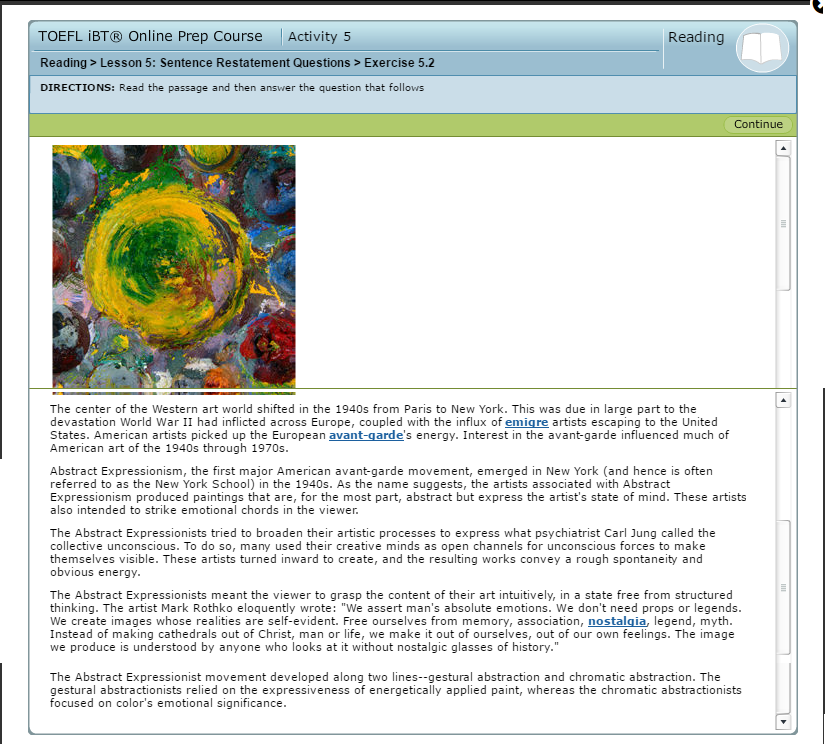 TOEFL iBT® Online Prep Course | Activity 5
Reading
Reading > Lesson 5: Sentence Restatement Questions > Exercise 5.2
DIRECTIONS: Read the passage and then answer the question that follows
Continue
The center of the Western art world shifted in the 1940s from Paris to New York. This was due in large part to the
devastation World War II had inflicted across Europe, coupled with the influx of emigre artists escaping to the United
States. American artists picked up the European avant-garde's energy. Interest in the avant-garde influenced much of
American art of the 1940s through 1970s.
Abstract Expressionism, the first major American avant-garde movement, emerged in New York (and hence is often
referred to as the New York School) in the 1940s. As the name suggests, the artists associated with Abstract
Expressionism produced paintings that are, for the most part, abstract but express the artist's state of mind. These artists
also intended to strike emotional chords in the viewer.
The Abstract Expressionists tried to broaden their artistic processes to express what psychiatrist Carl Jung called the
collective unconscious. To do so, many used their creative minds as open channels for unconscious forces to make
themselves visible. These artists turned inward to create, and the resulting works convey a rough spontaneity and
obvious energy.
The Abstract Expressionists meant the viewer to grasp the content of their art intuitively, in a state free from structured
thinking. The artist Mark Rothko eloquently wrote: "We assert man's absolute emotions. We don't need props or legends.
We create images whose realities are self-evident. Free ourselves from memory, association, nostalgia, legend, myth.
Instead of making cathedrals out of Christ, man or life, we make it out of ourselves, out of our own feelings. The image
we produce is understood by anyone who looks at it without nostalgic glasses of history."
The Abstract Expressionist movement developed along two lines--gestural abstraction and chromatic abstraction. The
gestural abstractionists relied on the expressiveness of energetically applied paint, whereas the chromatic abstractionists
focused on color's emotional significance.